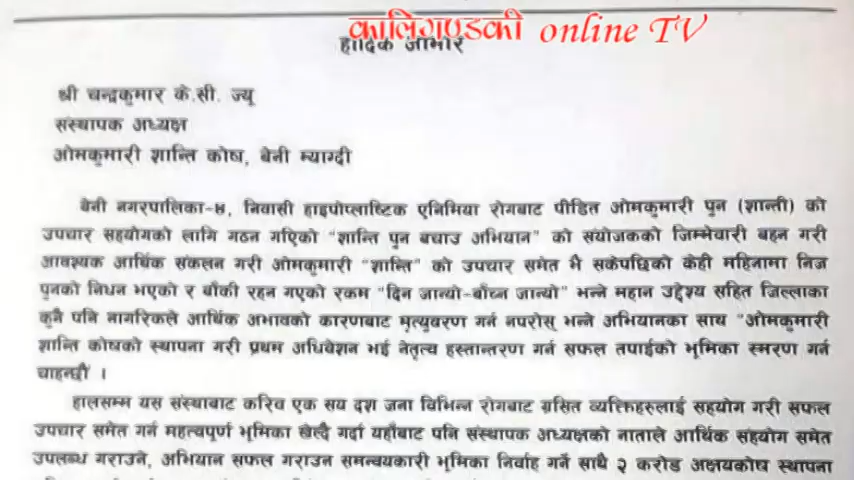 कालिगण्डकी online TV
हार्दिक आभार
श्री चन्द्रकुमार के.सी. ज्यू
संस्थापक अध्यक्ष
ओमकुमारी शान्ति कोष, बेनी म्याग्दी
बेनी नगरपालिका-४, निवासी हाइपोप्लाष्टिक एनिमिया रोगबाट पीडित ओमकुमारी पुन (शान्ती) को
उपचार सहयोगको लागि गठन गएिको "शान्ति पुन बचाउ अभियान" को संयोजकको जिम्मेवारी बहन गरी
आवश्यक आर्थिक संकलन गरी ओमकुमारी "शान्ति" को उपचार समेत भै सकेपछिको केही महिनामा निज
पुनको निधन भएको र बाँकी रहन गएको रकम "दिन जान्यो-बाँच्न जान्यो" भन्ने महान उद्देश्य सहित जिल्लाका
कुनै पनि नागरिकले आर्थिक अभावको कारणबाट मृत्युबरण गर्न नपरोस् भन्ने अभियानका साथ "ओमकुमारी
शान्ति कोषको स्थापना गरी प्रथम अधिवेशन भई नेतृत्व हस्तान्तरण गर्न सफल तपाईको भूमिका स्मरण गर्न
चाहन्छौं ।
हालसम्म यस संस्थाबाट करिव एक सय दश जना विभिन्न रोगबाट ग्रसित व्यक्तिहरुलाई सहयोग गरी सफल
उपचार समेत गर्न महत्वपूर्ण भूमिका खेल्दै गर्दा यहाँबाट पनि संस्थापक अध्यक्षको नाताले आर्थिक सहयोग समेत
उपलब्ध गराउने, अभियान सफल गराउन समन्वयकारी भूमिका निर्वाह गर्ने साथै २ करोड अक्षयकोष स्थापना